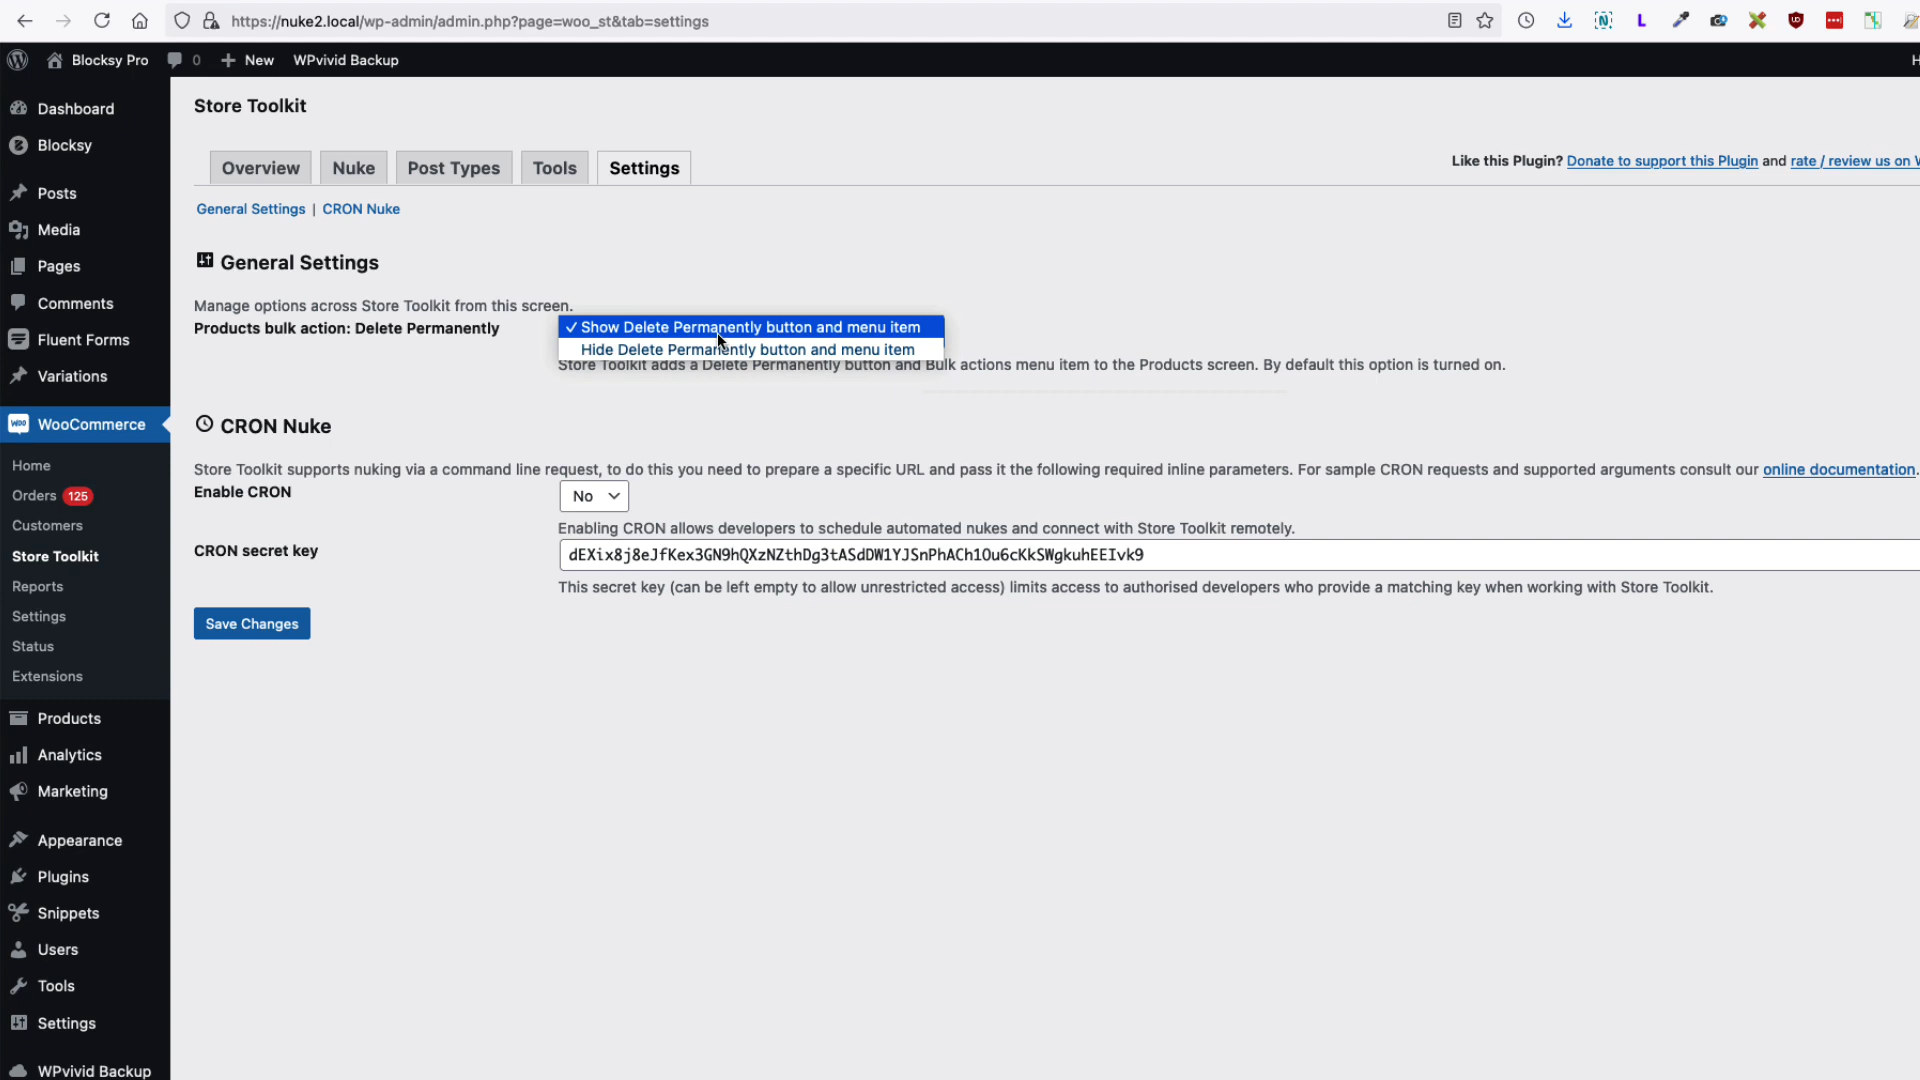 https://nuke2.local/wp-admin/admin.php?page=woo_st&tab=settings
Blocksy Pro 0 + New WPvivid Backup
Dashboard
Blocksy
Posts
Media
Pages
Comments
Fluent Forms
Variations
WooCommerce
Home
Orders 125
Customers
Store Toolkit
Reports
Settings
Status
Extensions
Products
Analytics
Marketing
Appearance
Plugins
Snippets
Users
Tools
Settings
WPvivid Backup
Store Toolkit
Overview Nuke Post Types Tools Settings
Like this Plugin? Donate to support this Plugin and rate / review us on
General Settings | CRON Nuke
General Settings
Manage options across Store Toolkit from this screen.
Products bulk action: Delete Permanently
✓ Show Delete Permanently button and menu item
Hide Delete Permanently button and menu item
Store Toolkit adds a Delete Permanently button and Bulk actions menu item to the Products screen. By default this option is turned on.
CRON Nuke
Store Toolkit supports nuking via a command line request, to do this you need to prepare a specific URL and pass it the following required inline parameters. For sample CRON requests and supported arguments consult our online documentation.
Enable CRON No
Enabling CRON allows developers to schedule automated nukes and connect with Store Toolkit remotely.
CRON secret key dEXix8j8eJfKex3GN9hQXzNZthDg3tASdDW1YJSnPhACh1Ou6cKkSWgkuhEEIvk9
This secret key (can be left empty to allow unrestricted access) limits access to authorised developers who provide a matching key when working with Store Toolkit.
Save Changes